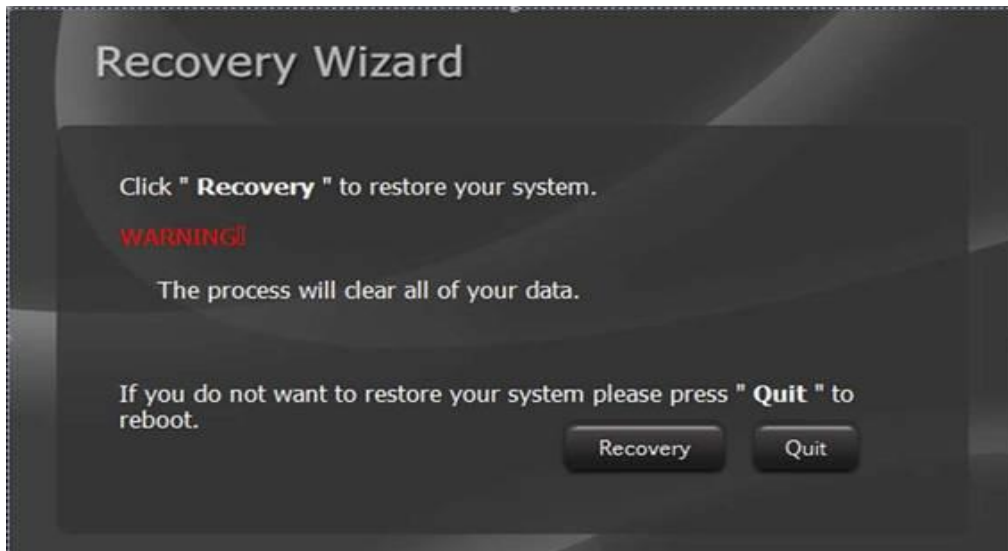 Recovery Wizard
Click " Recovery " to restore your system.
WARNING
The process will clear all of your data.
If you do not want to restore your system please press " Quit " to
reboot.
Recovery
Quit